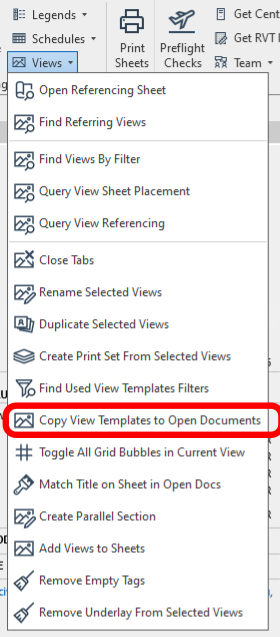 Legends
Schedules
Views
Print
Sheets
Preflight
Checks
Get Cent
Get RVT
Team
Open Referencing Sheet
Find Referring Views
Find Views By Filter
Query View Sheet Placement
Query View Referencing
Close Tabs
Rename Selected Views
Duplicate Selected Views
Create Print Set From Selected Views
Find Used View Templates Filters
Copy View Templates to Open Documents
Toggle All Grid Bubbles in Current View
Match Title on Sheet in Open Docs
Create Parallel Section
Add Views to Sheets
Remove Empty Tags
Remove Underlay From Selected Views